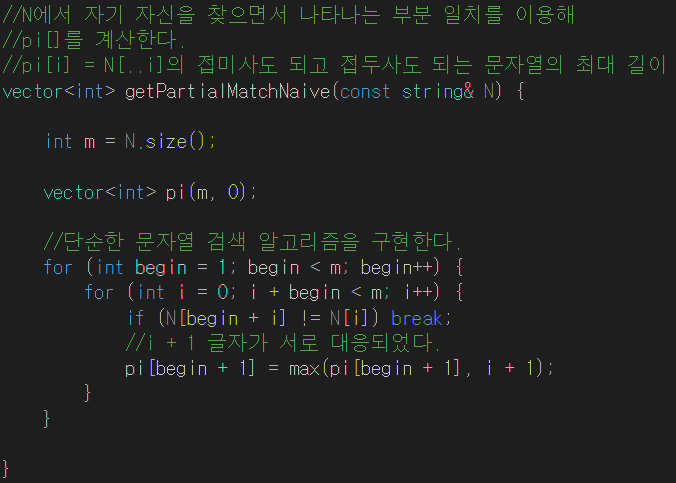 //N에서 자기 자신을 찾으면서 나타나는 부분 일치를 이용해
//pi[]를 계산한다.
//pi[i] = N[..i]의 접미사도 되고 접두사도 되는 문자열의 최대 길이
vector<int> getPartialMatchNaive(const string& N) {
int m = N.size();
vector<int> pi(m, 0);
//단순한 문자열 검색 알고리즘을 구현한다.
for (int begin = 1; begin < m; begin++) {
for (int i = 0; i + begin < m; i++) {
if (N[begin + i] != N[i]) break;
//i + 1 글자가 서로 대응되었다.
pi[begin + 1] = max(pi[begin + 1], i + 1);
}
}
}